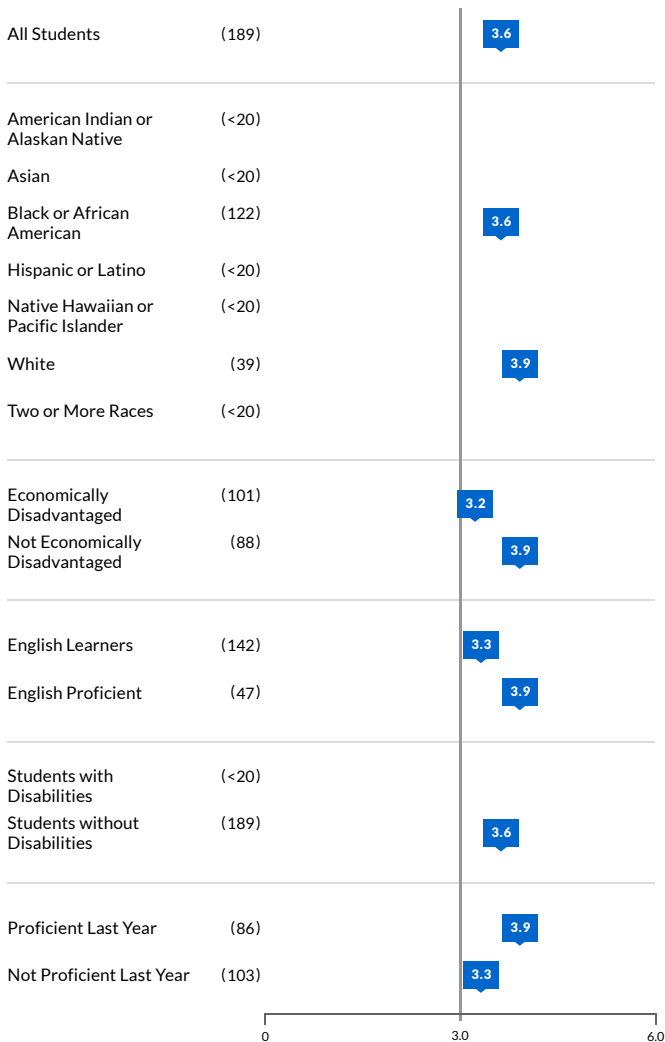 All Students (189) 3.6
American Indian or (<20)
Alaskan Native
Asian (<20)
Black or African (122) 3.6
American
Hispanic or Latino (<20)
Native Hawaiian or (<20)
Pacific Islander
White (39) 3.9
Two or More Races (<20)
Economically (101) 3.2
Disadvantaged
Not Economically (88) 3.9
Disadvantaged
English Learners (142) 3.3
English Proficient (47) 3.9
Students with (<20)
Disabilities
Students without (189) 3.6
Disabilities
Proficient Last Year (86) 3.9
Not Proficient Last Year (103) 3.3
0 3.0 6.0